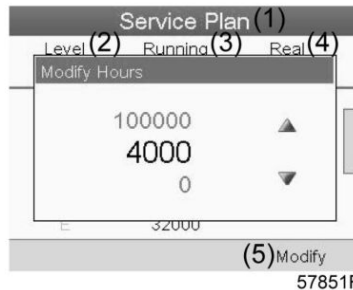 Service Plan (1)
Level (2) Running (3) Real (4)
Modify Hours
100000
4000
0
E 32000
(5) Modify
57851F